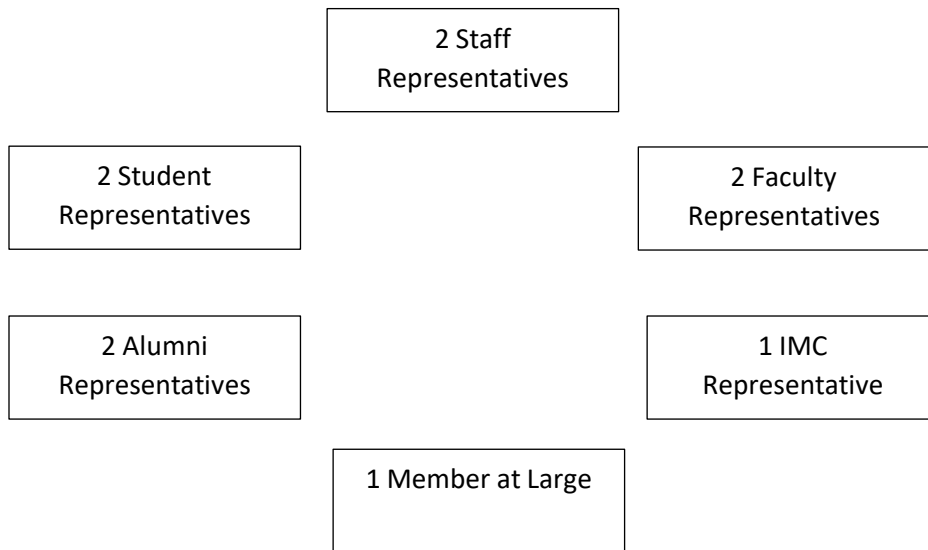 2 Staff
Representatives
2 Student
Representatives
2 Faculty
Representatives
2 Alumni
Representatives
1 IMC
Representative
1 Member at Large